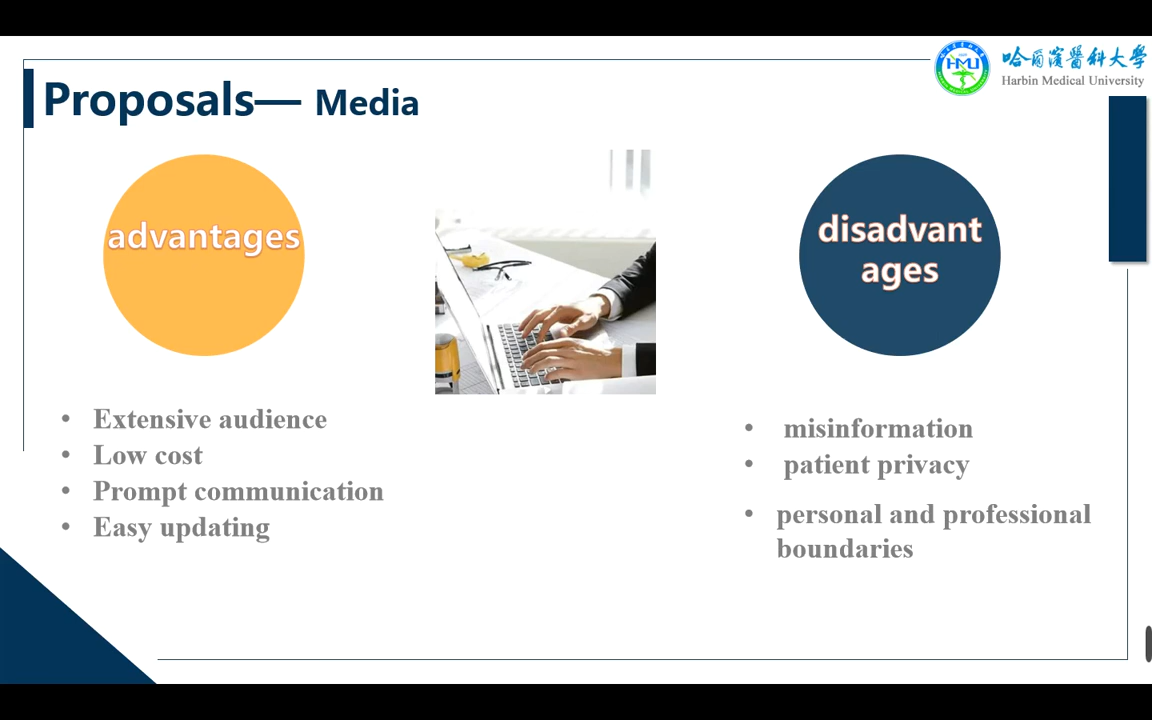 哈爾濱醫科大學
Harbin Medical University
Proposals— Media
advantages
disadvant
ages
• Extensive audience
• Low cost
• Prompt communication
• Easy updating
• misinformation
• patient privacy
• personal and professional
boundaries
HMU